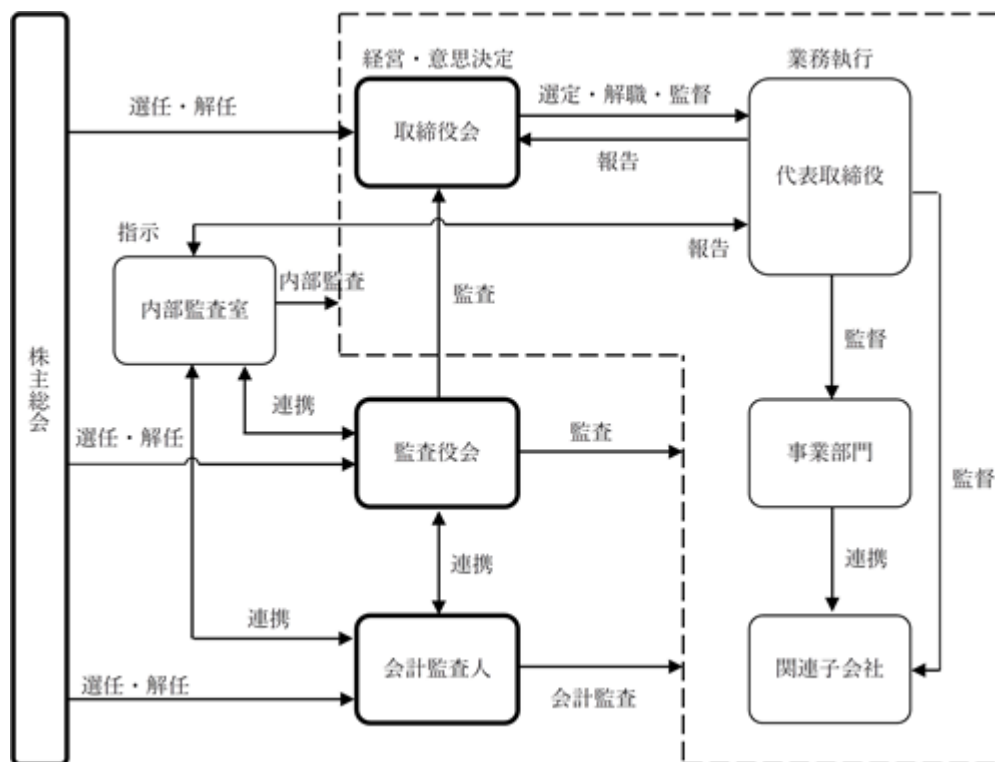 経営・意思決定
業務執行
選任・解任
取締役会
選定・解職・監督
報告
代表取締役
指示
報告
内部監査室
内部監査
監査
監督
株主総会
連携
選任・解任
監査役会
監査
事業部門
監督
連携
連携
連携
選任・解任
会計監査人
会計監査
関連子会社